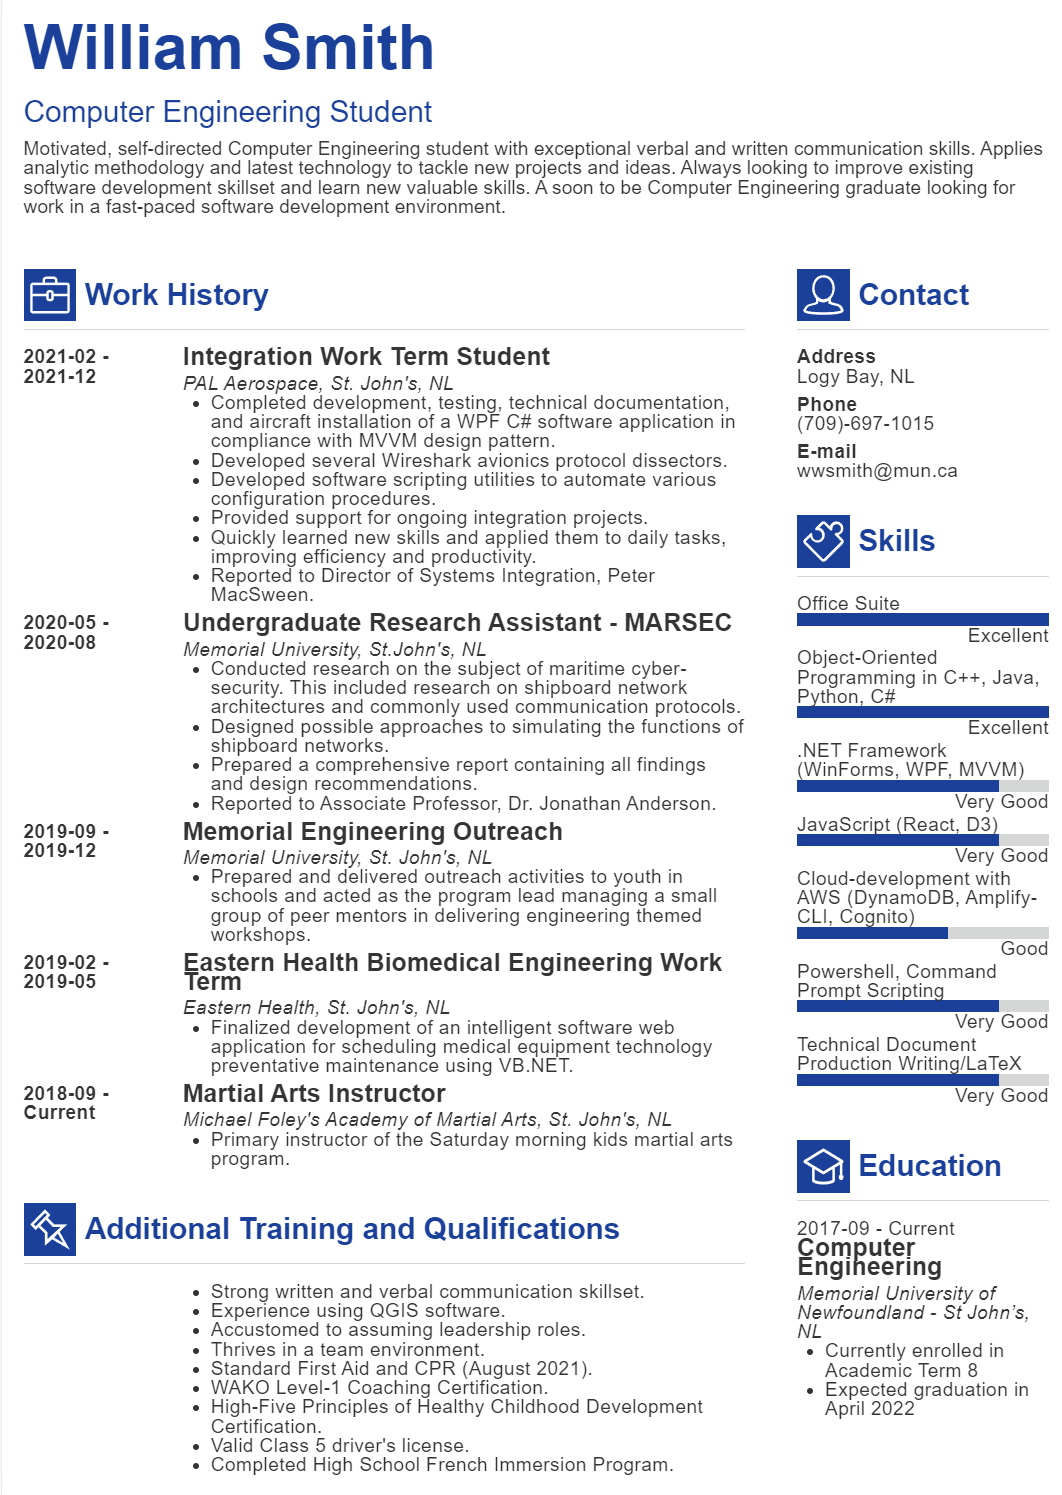 William Smith
Computer Engineering Student
Motivated, self-directed Computer Engineering student with exceptional verbal and written communication skills. Applies
analytic methodology and latest technology to tackle new projects and ideas. Always looking to improve existing
software development skillset and learn new valuable skills. A soon to be Computer Engineering graduate looking for
work in a fast-paced software development environment.
Work History
2021-02 -
2021-12
Integration Work Term Student
PAL Aerospace, St. John's, NL
• Completed development, testing, technical documentation,
and aircraft installation of a WPF C# software application in
compliance with MVVM design pattern.
• Developed several Wireshark avionics protocol dissectors.
• Developed software scripting utilities to automate various
configuration procedures.
• Provided support for ongoing integration projects.
• Quickly learned new skills and applied them to daily tasks,
improving efficiency and productivity.
• Reported to Director of Systems Integration, Peter
MacSween.
2020-05 -
2020-08
Undergraduate Research Assistant - MARSEC
Memorial University, St.John's, NL
• Conducted research on the subject of maritime cyber-
security. This included research on shipboard network
architectures and commonly used communication protocols.
• Designed possible approaches to simulating the functions of
shipboard networks.
• Prepared a comprehensive report containing all findings
and design recommendations.
• Reported to Associate Professor, Dr. Jonathan Anderson.
2019-09 -
2019-12
Memorial Engineering Outreach
Memorial University, St. John's, NL
• Prepared and delivered outreach activities to youth in
schools and acted as the program lead managing a small
group of peer mentors in delivering engineering themed
workshops.
2019-02 -
2019-05
Eastern Health Biomedical Engineering Work
Term
Eastern Health, St. John's, NL
• Finalized development of an intelligent software web
application for scheduling medical equipment technology
preventative maintenance using VB.NET.
2018-09 -
Current
Martial Arts Instructor
Michael Foley's Academy of Martial Arts, St. John's, NL
• Primary instructor of the Saturday morning kids martial arts
program.
Additional Training and Qualifications
• Strong written and verbal communication skillset.
• Experience using QGIS software.
• Accustomed to assuming leadership roles.
• Thrives in a team environment.
• Standard First Aid and CPR (August 2021).
• WAKO Level-1 Coaching Certification.
• High-Five Principles of Healthy Childhood Development
Certification.
• Valid Class 5 driver's license.
• Completed High School French Immersion Program.
Contact
Address
Logy Bay, NL
Phone
(709)-697-1015
E-mail
wwsmith@mun.ca
Skills
Office Suite
Excellent
Object-Oriented
Programming in C++, Java,
Python, C#
Excellent
.NET Framework
(WinForms, WPF, MVVM)
Very Good
JavaScript (React, D3)
Very Good
Cloud-development with
AWS (DynamoDB, Amplify-
CLI, Cognito)
Good
Powershell, Command
Prompt Scripting
Very Good
Technical Document
Production Writing/LaTeX
Very Good
Education
2017-09 - Current
Computer
Engineering
Memorial University of
Newfoundland - St John’s,
NL
• Currently enrolled in
Academic Term 8
• Expected graduation in
April 2022